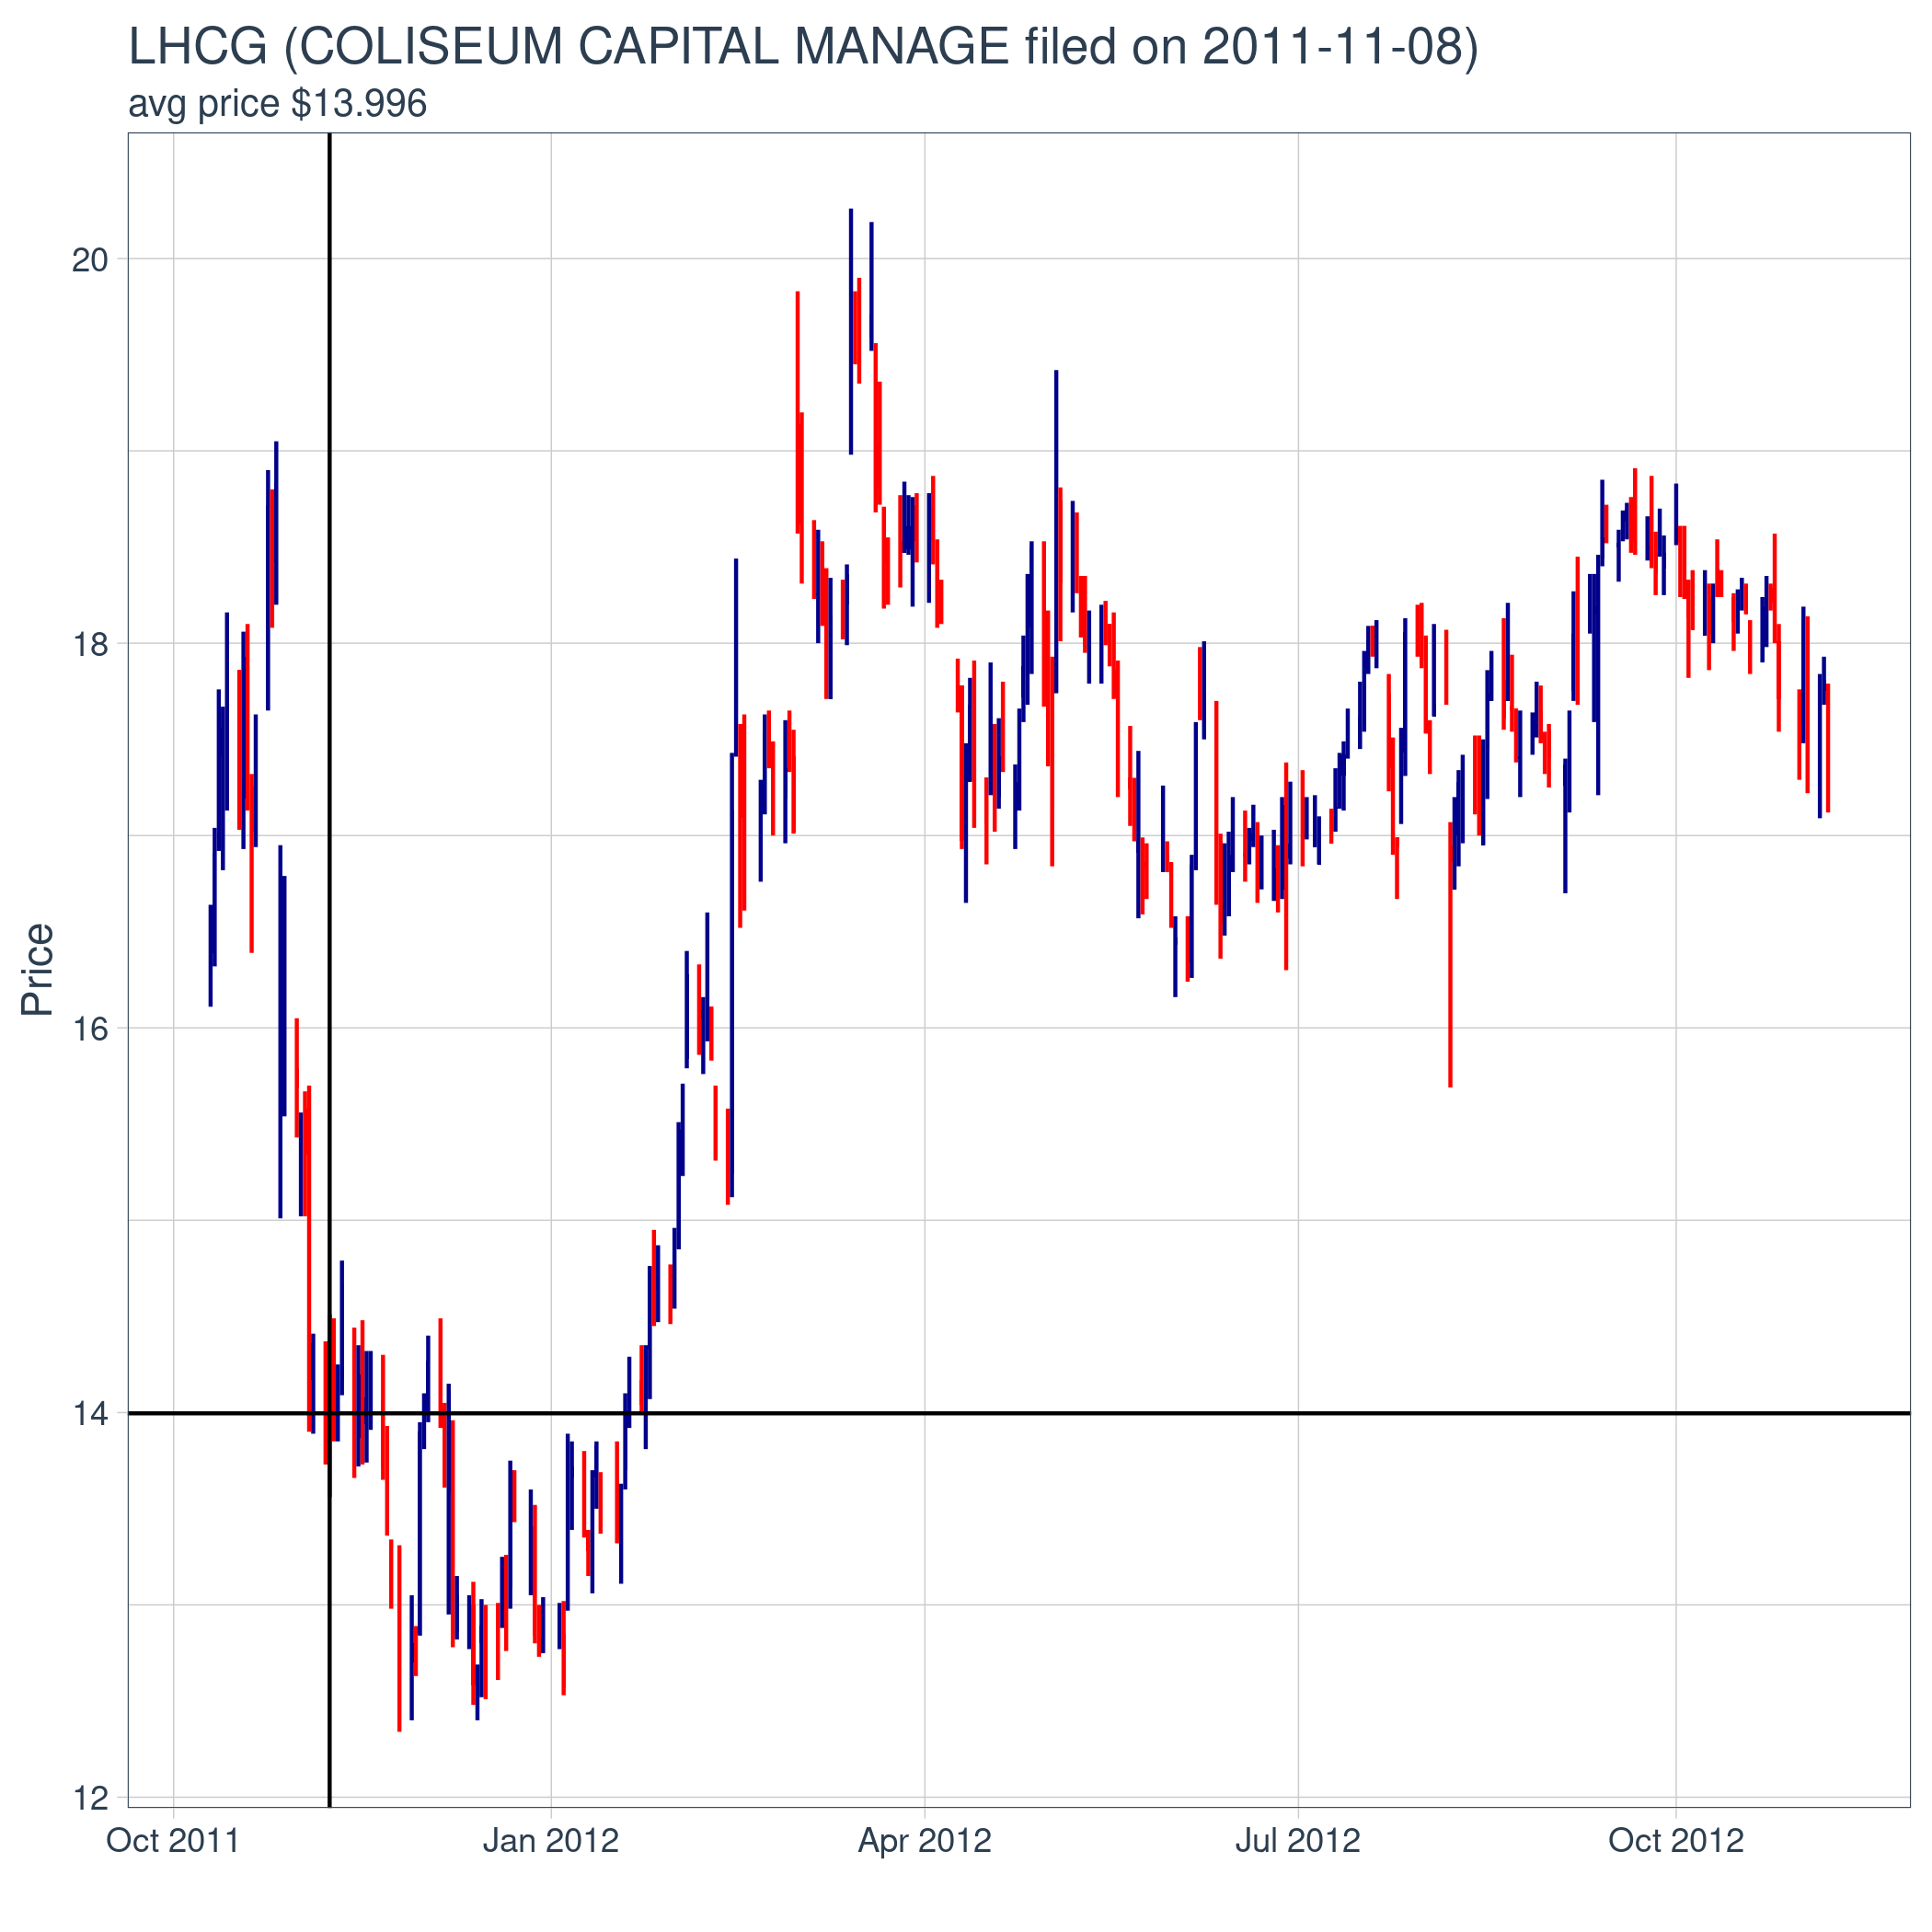 LHCG (COLISEUM CAPITAL MANAGE filed on 2011-11-08)
avg price $13.996
20
18
16
14
12
Price
Oct 2011 Jan 2012 Apr 2012 Jul 2012 Oct 2012